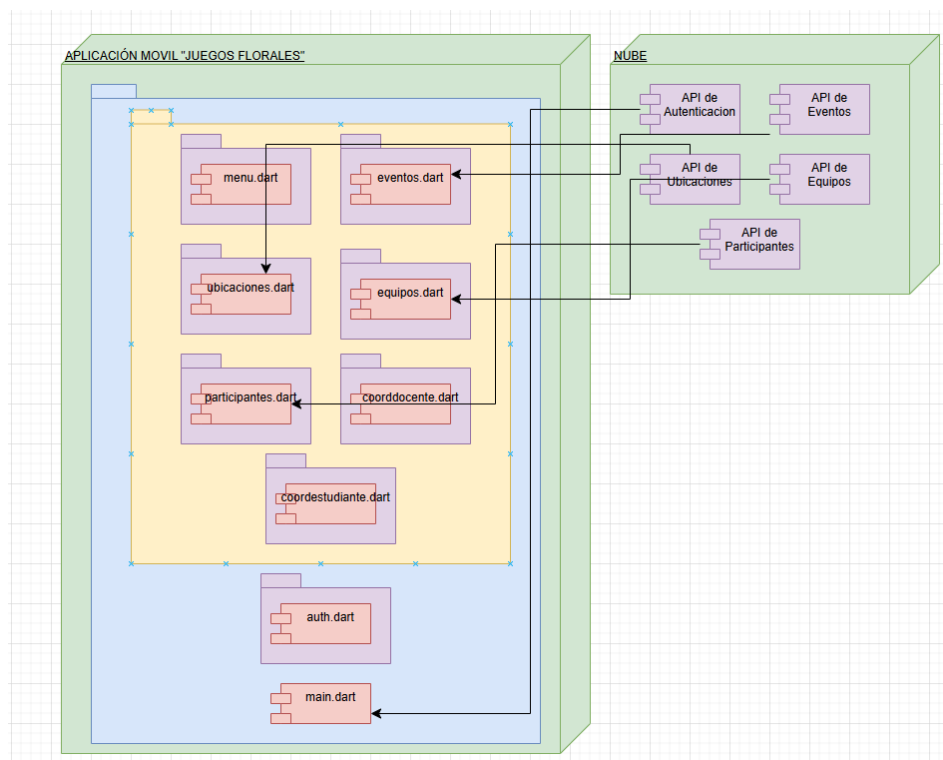 APLICACIÓN MOVIL "JUEGOS FLORALES"
menu.dart
eventos.dart
ubicaciones.dart
equipos.dart
participantes.dart
coorddocente.dart
coordestudiante.dart
auth.dart
main.dart
NUBE
API de
Autenticacion
API de
Eventos
API de
Ubicaciones
API de
Equipos
API de
Participantes